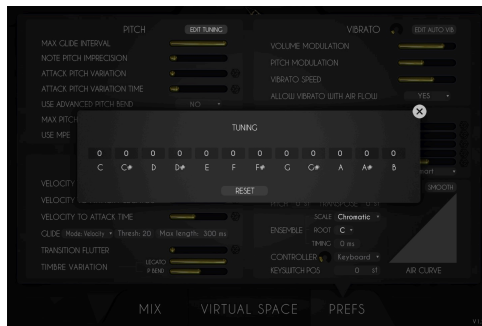 PITCH
EDIT TUNING
MAX GLIDE INTERVAL
NOTE PITCH IMPRECISION
ATTACK PITCH VARIATION
ATTACK PITCH VARIATION TIME
USE ADVANCED PITCH BEND NO
MAX PITCH
USE MPE
VIBRATO
EDIT AUTO VIB
VOLUME MODULATION
PITCH MODULATION
VIBRATO SPEED
ALLOW VIBRATO WITH AIR FLOW YES
TUNING
0 0 0 0 0 0 0 0 0 0 0 0
C C# D D# E F F# G G# A A# B
RESET
VELOCITY
VELOCITY TO ATTACK TIME
GLIDE Mode: Velocity Thresh: 20 Max length: 300 ms
TRANSITION FLUTTER
TIMBRE VARIATION LEGATO
IF BEND
SMOOTH
SCALE Chromatic
ENSEMBLE ROOT C
TIMING 0 ms
CONTROLLER Keyboard
KEYSWITCH POS 0 st
AIR CURVE
MIX VIRTUAL SPACE PREFS